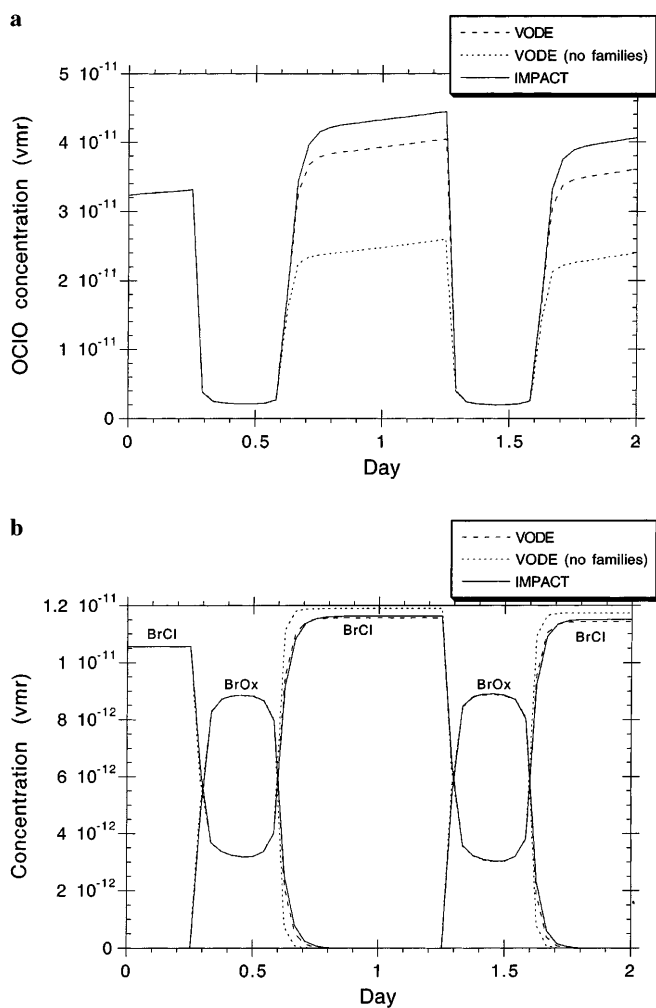 a
VODE
VODE (no families)
IMPACT
5 10-11
4 10-11
3 10-11
2 10-11
1 10-11
0
OClO concentration (vmr)
0 0.5 1 1.5 2
Day
b
VODE
VODE (no families)
IMPACT
1.2 10-11
1 10-11
8 10-12
6 10-12
4 10-12
2 10-12
0
Concentration (vmr)
BrCl
BrOx
BrCl
BrOx
BrCl
0 0.5 1 1.5 2
Day